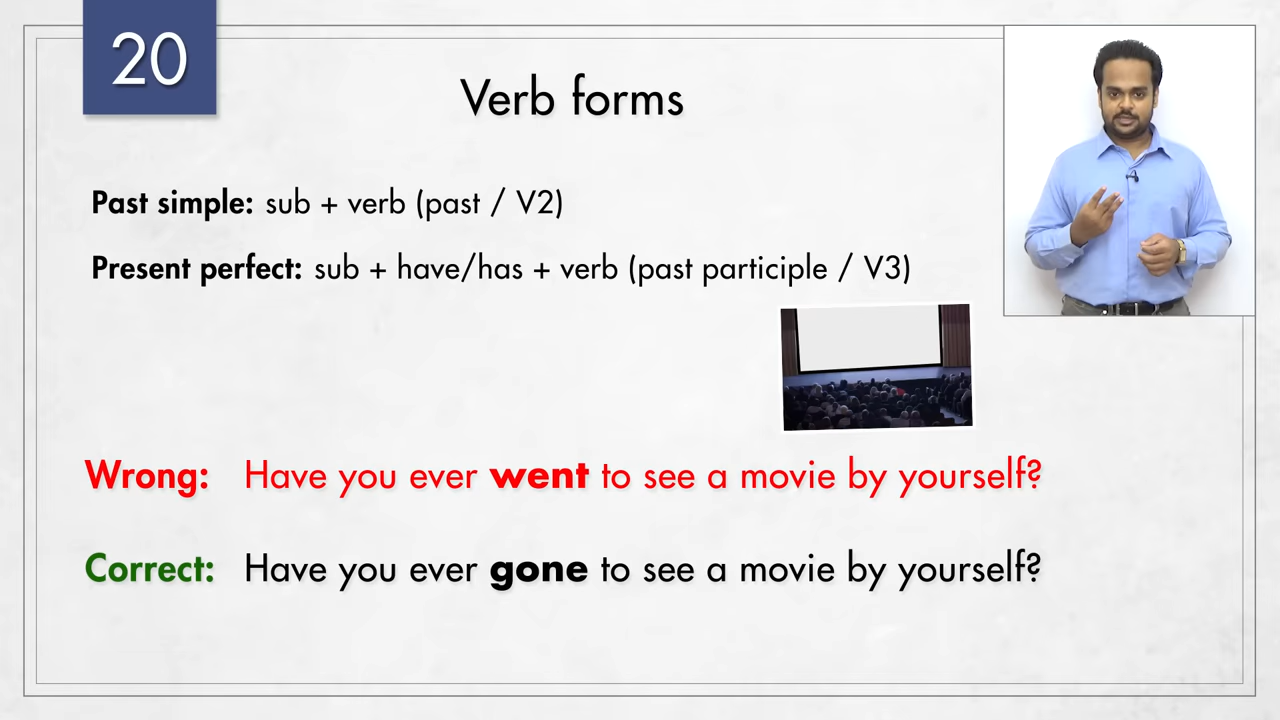 20
Verb forms
Past simple: sub + verb (past / V2)
Present perfect: sub + have/has + verb (past participle / V3)
Wrong: Have you ever went to see a movie by yourself?
Correct: Have you ever gone to see a movie by yourself?